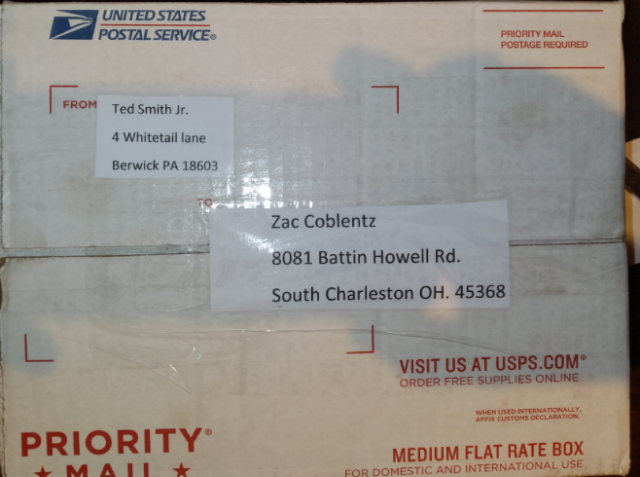 UNITED STATES
POSTAL SERVICE®
PRIORITY MAIL
POSTAGE REQUIRED
FROM
Ted Smith Jr.
4 Whitetail lane
Berwick PA 18603
TO
Zac Coblentz
8081 Battin Howell Rd.
South Charleston OH. 45368
VISIT US AT USPS.COM®
ORDER FREE SUPPLIES ONLINE
WHEN USED INTERNATIONALLY,
AFFIX CUSTOMS DECLARATION.
PRIORITY®
★ MAIL ★
MEDIUM FLAT RATE BOX
FOR DOMESTIC AND INTERNATIONAL USE